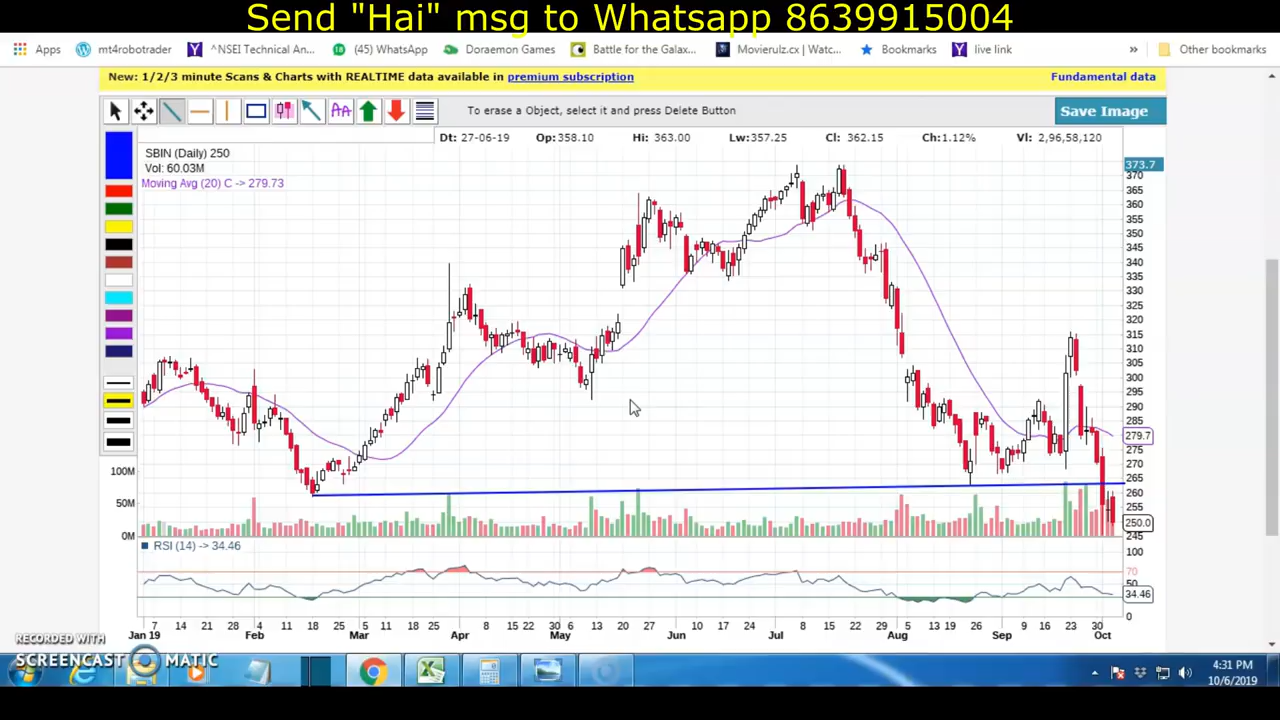 Send "Hai" msg to Whatsapp 8639915004
Apps mt4robotrader ^NSEI Technical An... (45) WhatsApp Doraemon Games Battle for the Galax... Movierulz.cx | Watc... Bookmarks live link » Other bookmarks
New: 1/2/3 minute Scans & Charts with REALTIME data available in premium subscription Fundamental data
To erase a Object, select it and press Delete Button Save Image
Dt: 27-06-19 Op:358.10 Hi: 363.00 Lw:357.25 Cl: 362.15 Ch:1.12% Vl: 2,96,58,120
SBIN (Daily) 250
Vol: 60.03M
Moving Avg (20) C -> 279.73
373.7
370
365
360
355
350
345
340
335
330
325
320
315
310
305
300
295
290
285
279.7
275
270
265
260
255
250.0
245
100M
50M
0M
RSI (14) -> 34.46
100
70
50
34.46
0
7 14 21 28 4 11 18 25 4 11 18 25 8 15 22 30 6 13 20 27 10 17 24 8 15 22 29 5 13 19 26 9 16 23 30
Jan 19 Feb Mar Apr May Jun Jul Aug Sep Oct
RECORDED WITH
SCREENCAST MATIC
4:31 PM
10/6/2019